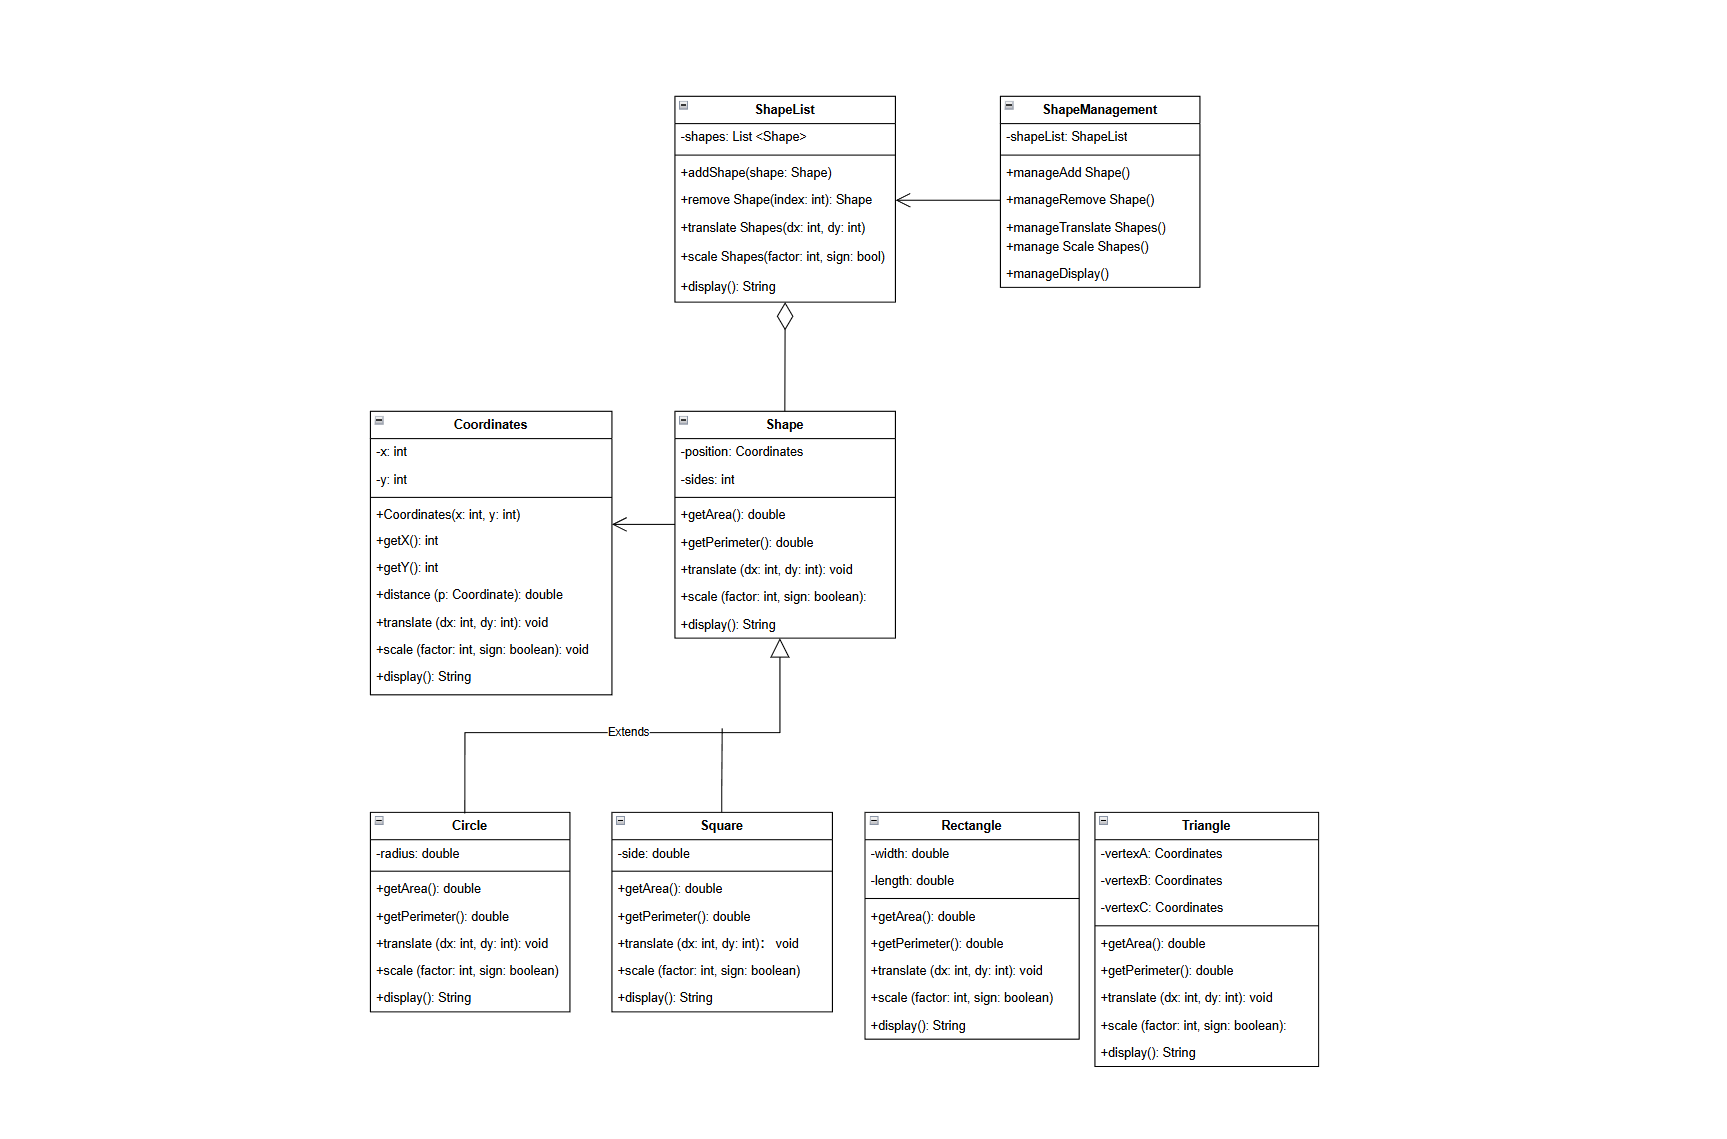 ShapeList
-shapes: List <Shape>
+addShape(shape: Shape)
+remove Shape(index: int): Shape
+translate Shapes(dx: int, dy: int)
+scale Shapes(factor: int, sign: bool)
+display(): String
ShapeManagement
-shapeList: ShapeList
+manageAdd Shape()
+manageRemove Shape()
+manageTranslate Shapes()
+manage Scale Shapes()
+manageDisplay()
Coordinates
-x: int
-y: int
+Coordinates(x: int, y: int)
+getX(): int
+getY(): int
+distance (p: Coordinate): double
+translate (dx: int, dy: int): void
+scale (factor: int, sign: boolean): void
+display(): String
Shape
-position: Coordinates
-sides: int
+getArea(): double
+getPerimeter(): double
+translate (dx: int, dy: int): void
+scale (factor: int, sign: boolean):
+display(): String
Extends
Circle
-radius: double
+getArea(): double
+getPerimeter(): double
+translate (dx: int, dy: int): void
+scale (factor: int, sign: boolean)
+display(): String
Square
-side: double
+getArea(): double
+getPerimeter(): double
+translate (dx: int, dy: int)： void
+scale (factor: int, sign: boolean)
+display(): String
Rectangle
-width: double
-length: double
+getArea(): double
+getPerimeter(): double
+translate (dx: int, dy: int): void
+scale (factor: int, sign: boolean)
+display(): String
Triangle
-vertexA: Coordinates
-vertexB: Coordinates
-vertexC: Coordinates
+getArea(): double
+getPerimeter(): double
+translate (dx: int, dy: int): void
+scale (factor: int, sign: boolean):
+display(): String